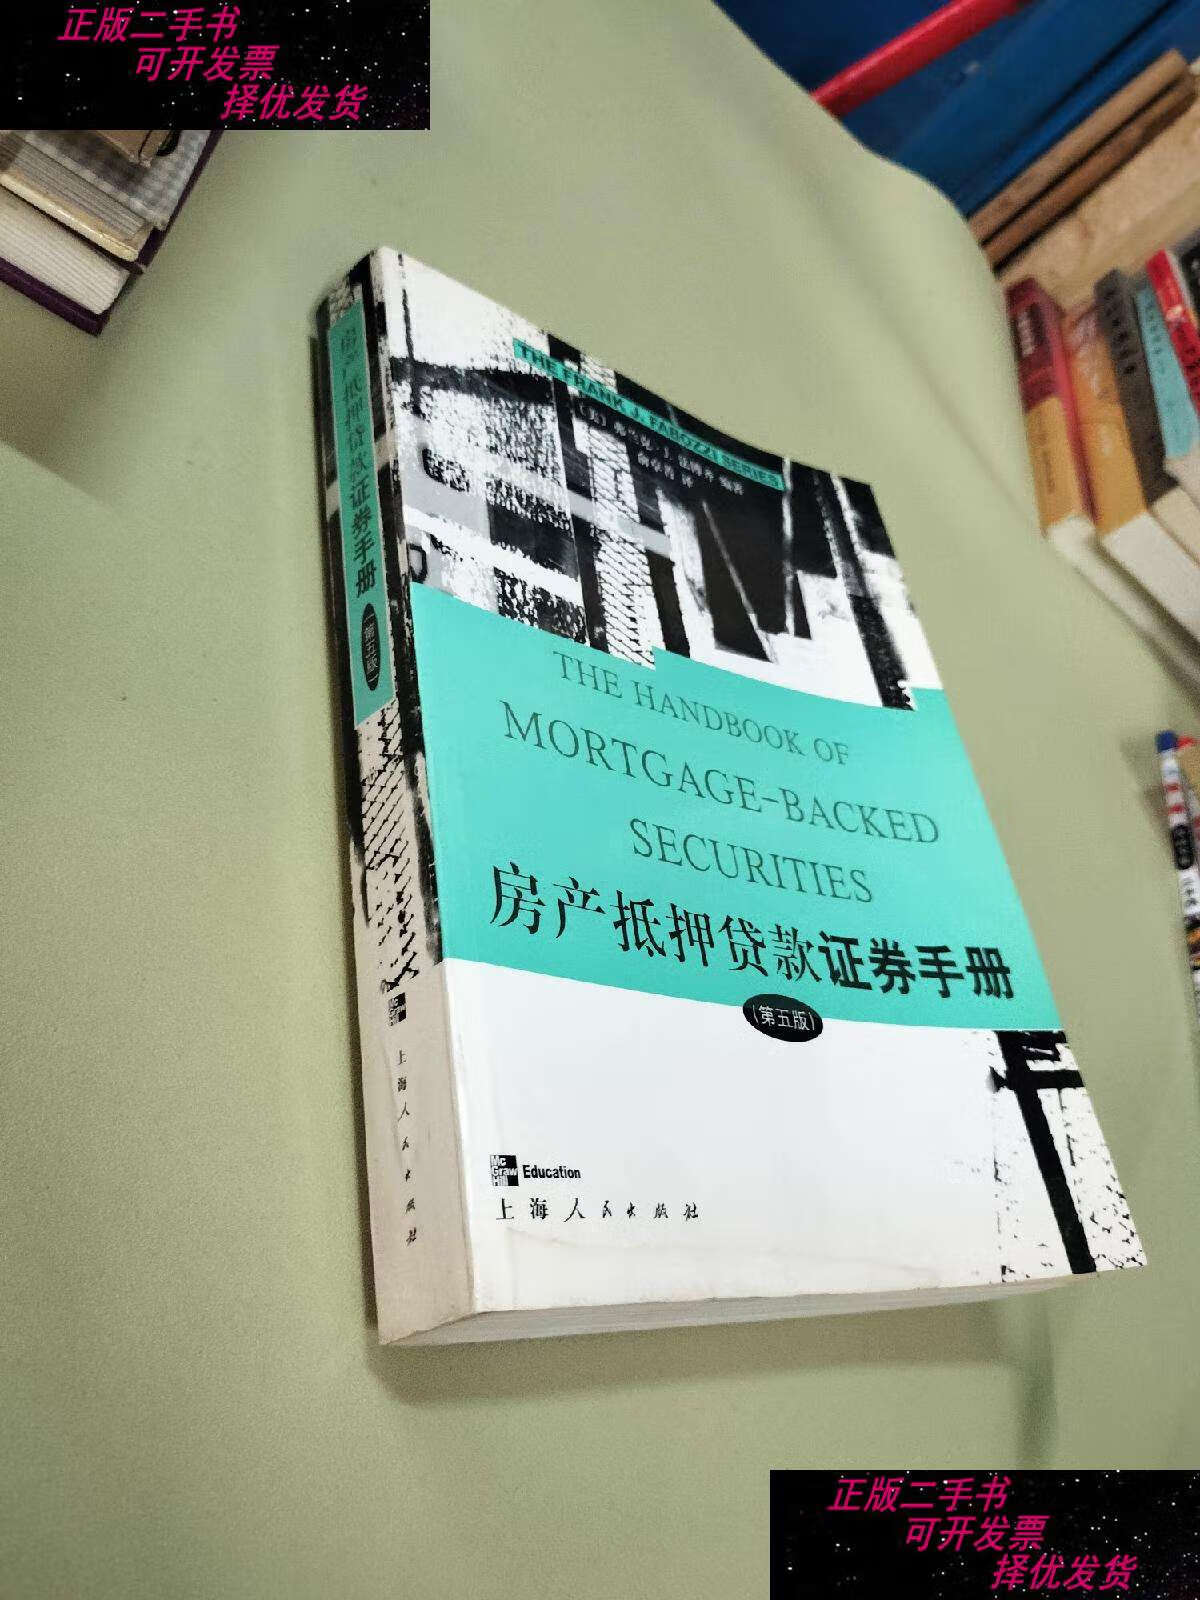 正版二手书
可开发票
择优发货
THE FRANK J. FABOZZI SERIES
THE HANDBOOK OF
MORTGAGE-BACKED
SECURITIES
房产抵押贷款证券手册
(第五版)
Mc
Graw
Hill
Education
上海人民出版社
房产抵押贷款证券手册
(第五版)
上海人民出版社
正版二手书
可开发票
择优发货